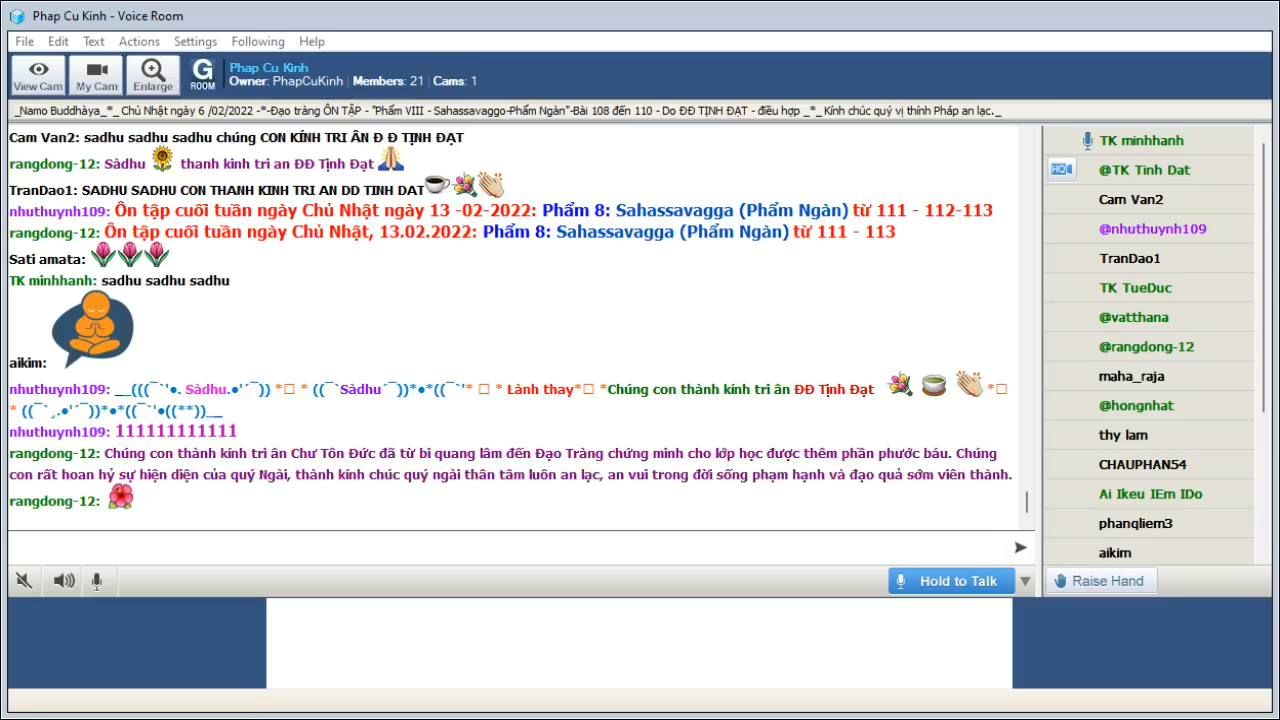 Phap Cu Kinh - Voice Room
File Edit Text Actions Settings Following Help
View Cam My Cam Enlarge G ROOM
Phap Cu Kinh
Owner: PhapCuKinh Members: 21 Cams: 1
_Namo Buddhàya_*_ Chủ Nhật ngày 6 /02/2022 -*-Đạo tràng ÔN TẬP - "Phẩm VIII - Sahassavaggo-Phẩm Ngàn"-Bài 108 đến 110 - Do ĐĐ TỊNH ĐẠT - điều hợp _*_ Kính chúc quý vị thính Pháp an lạc._
Cam Van2: sadhu sadhu sadhu chúng CON KÍNH TRI ÂN Đ Đ TỊNH ĐẠT
rangdong-12: Sàdhu thanh kinh tri an ĐĐ Tịnh Đạt
TranDao1: SADHU SADHU CON THANH KINH TRI AN DD TINH DAT
nhuthuynh109: Ôn tập cuối tuần ngày Chủ Nhật ngày 13 -02-2022: Phẩm 8: Sahassavagga (Phẩm Ngàn) từ 111 - 112-113
rangdong-12: Ôn tập cuối tuần ngày Chủ Nhật, 13.02.2022: Phẩm 8: Sahassavagga (Phẩm Ngàn) từ 111 - 113
Sati amata:
TK minhhanh: sadhu sadhu sadhu
aikim:
nhuthuynh109: __(((¯`'●. Sàdhu.●'´¯)) *□ * ((¯`Sàdhu´¯))*●*((¯`'* □ * Lành thay*□ *Chúng con thành kính tri ân ĐĐ Tịnh Đạt *□
* ((¯`¸.●'´¯))*●*((¯`'●((**))__
nhuthuynh109: 111111111111
rangdong-12: Chúng con thành kính tri ân Chư Tôn Đức đã từ bi quang lâm đến Đạo Tràng chứng minh cho lớp học được thêm phần phước báu. Chúng
con rất hoan hỷ sự hiện diện của quý Ngài, thành kính chúc quý ngài thân tâm luôn an lạc, an vui trong đời sống phạm hạnh và đạo quả sớm viên thành.
rangdong-12:
Hold to Talk
TK minhhanh
HQ @TK Tinh Dat
Cam Van2
@nhuthuynh109
TranDao1
TK TueDuc
@vatthana
@rangdong-12
maha_raja
@hongnhat
thy lam
CHAUPHAN54
Ai Ikeu IEm IDo
phanqliem3
aikim
Raise Hand